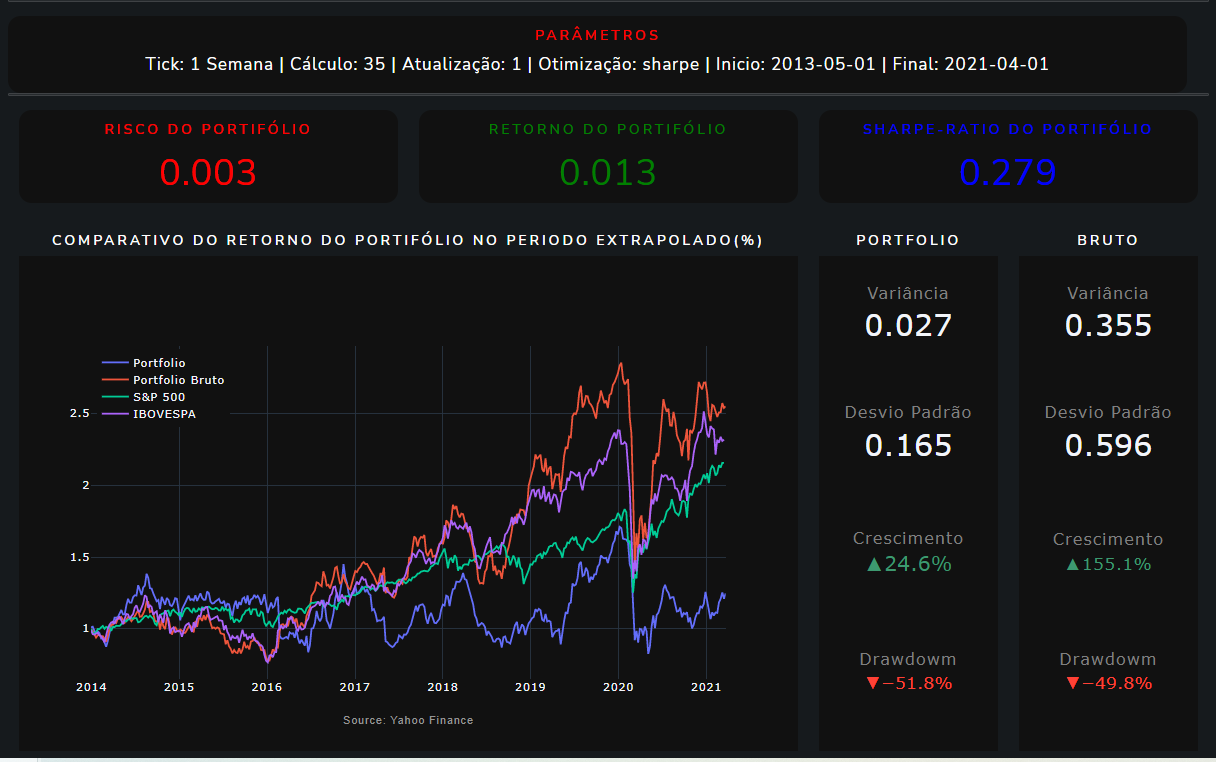 PARÂMETROS
Tick: 1 Semana | Cálculo: 35 | Atualização: 1 | Otimização: sharpe | Inicio: 2013-05-01 | Final: 2021-04-01
RISCO DO PORTIFÓLIO
0.003
RETORNO DO PORTIFÓLIO
0.013
SHARPE-RATIO DO PORTIFÓLIO
0.279
COMPARATIVO DO RETORNO DO PORTIFÓLIO NO PERIODO EXTRAPOLADO(%)
Portfolio
Portfolio Bruto
S&P 500
IBOVESPA
2.5
2
1.5
1
2014 2015 2016 2017 2018 2019 2020 2021
Source: Yahoo Finance
PORTFOLIO
Variância
0.027
Desvio Padrão
0.165
Crescimento
▲24.6%
Drawdowm
▼−51.8%
BRUTO
Variância
0.355
Desvio Padrão
0.596
Crescimento
▲155.1%
Drawdowm
▼−49.8%